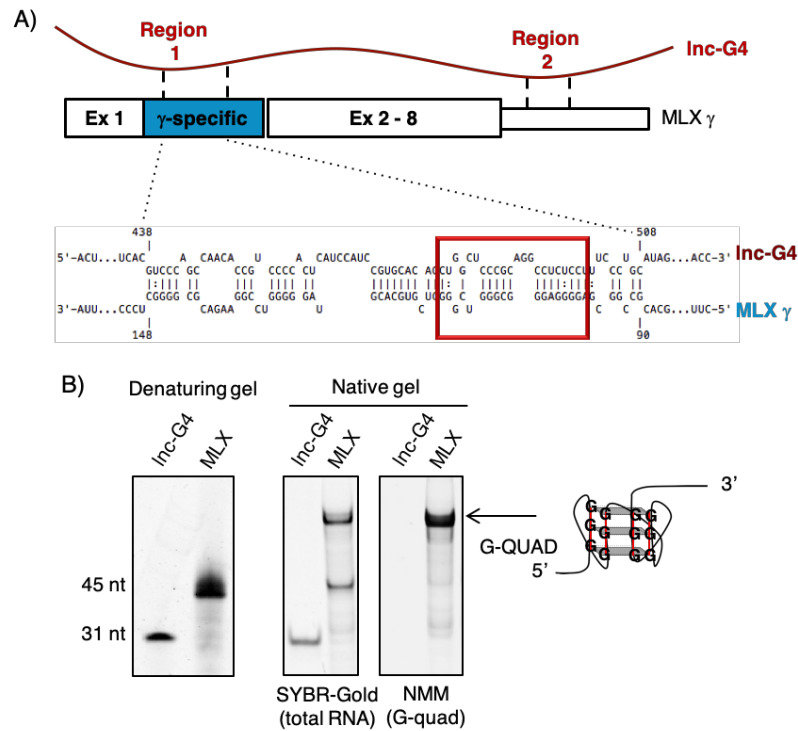 A)
Region
1
Region
2
lnc-G4
Ex 1
γ-specific
Ex 2 - 8
MLX γ
438 508
5'-ACU...UCAC A CAACA U A CAUCCAUC G CU AGG UC U AUAG...ACC-3' lnc-G4
GUCCC GC CCG CCCCC CU CGUGCAC G CCCGC CCUCUCCU CC GC
CGGGG CG GGC GGGG GA GCACGUG C GGGCG GGAGGGGA CG
3'-AUU...CCCU CAGAA CU U C G U C C CACG...UUC-5' MLX γ
148 90
B)
Denaturing gel
Native gel
lnc-G4 MLX lnc-G4 MLX lnc-G4 MLX
45 nt
31 nt
SYBR-Gold
(total RNA)
NMM
(G-quad)
G-QUAD
5'
3'
G G G G
G G G G
G G G G